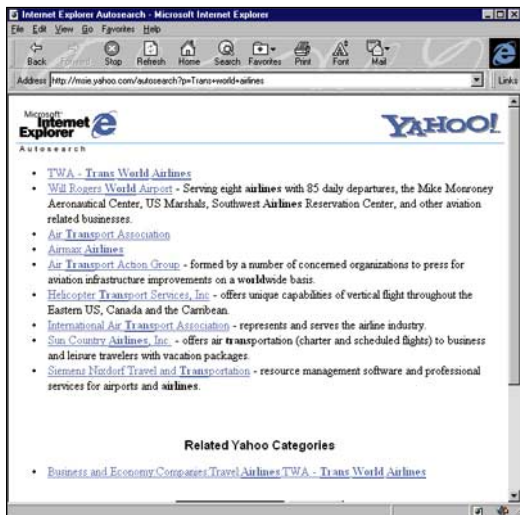 Internet Explorer Autosearch - Microsoft Internet Explorer
File Edit View Go Favorites Help
Back Forward Stop Refresh Home Search Favorites Print Font Mail
Address http://msie.yahoo.com/autosearch?p=Trans+world+airlines Links
Microsoft
Internet
Explorer
YAHOO!
Autosearch
• TWA - Trans World Airlines
• Will Rogers World Airport - Serving eight airlines with 85 daily departures, the Mike Monroney
Aeronautical Center, US Marshals, Southwest Airlines Reservation Center, and other aviation
related businesses.
• Air Transport Association
• Airmax Airlines
• Air Transport Action Group - formed by a number of concerned organizations to press for
aviation infrastructure improvements on a worldwide basis.
• Helicopter Transport Services, Inc - offers unique capabilities of vertical flight throughout the
Eastern US, Canada and the Carribean.
• International Air Transport Association - represents and serves the airline industry.
• Sun Country Airlines, Inc. - offers air transportation (charter and scheduled flights) to business
and leisure travelers with vacation packages.
• Siemens Nixdorf Travel and Transportation - resource management software and professional
services for airports and airlines.
Related Yahoo Categories
• Business and Economy:Companies:Travel:Airlines:TWA - Trans World Airlines